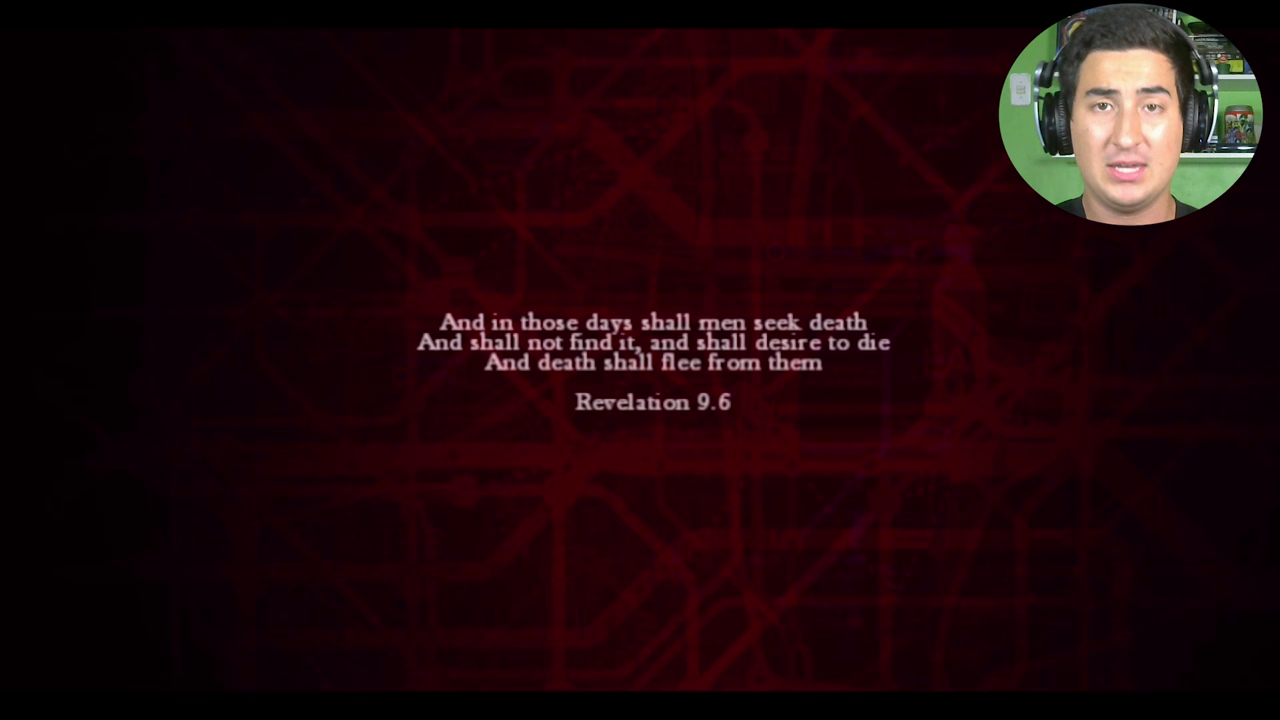 And in those days shall men seek death
And shall not find it, and shall desire to die
And death shall flee from them
Revelation 9.6